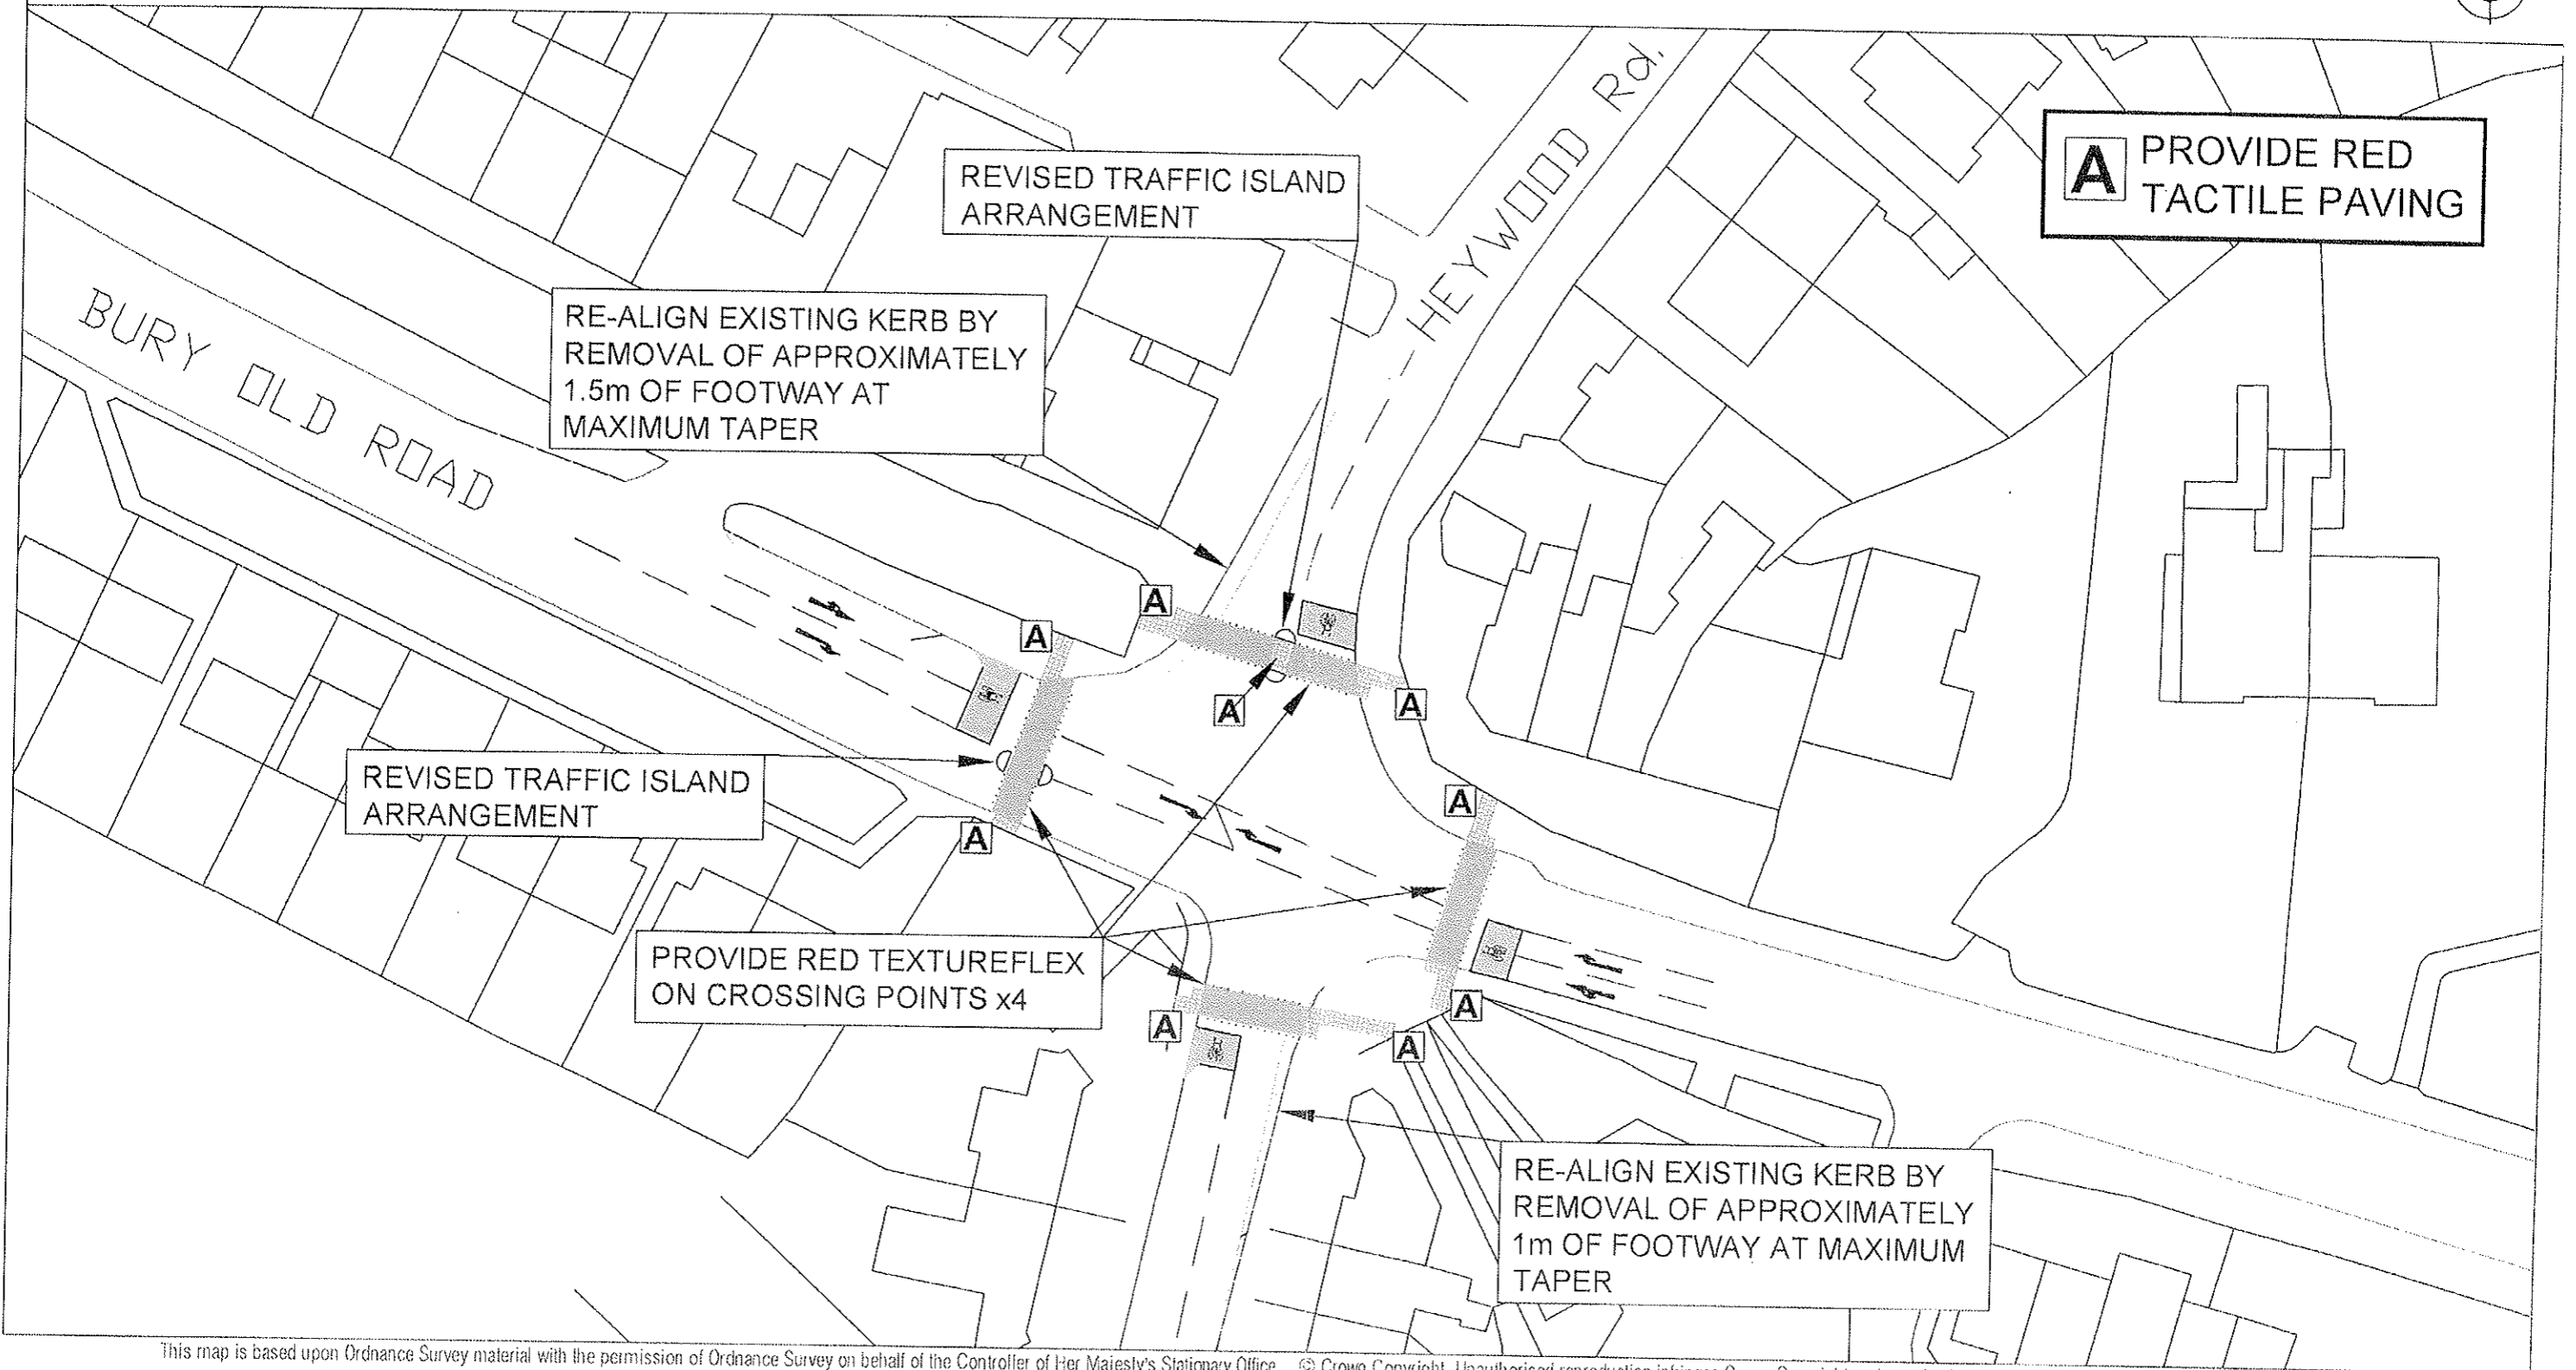 REVISED TRAFFIC ISLAND
ARRANGEMENT
HEYWOOD Rd.
A PROVIDE RED
TACTILE PAVING
RE-ALIGN EXISTING KERB BY
REMOVAL OF APPROXIMATELY
1.5m OF FOOTWAY AT
MAXIMUM TAPER
BURY OLD ROAD
A
A
A
A
REVISED TRAFFIC ISLAND
ARRANGEMENT
A
A
PROVIDE RED TEXTUREFLEX
ON CROSSING POINTS x4
A
A
A
RE-ALIGN EXISTING KERB BY
REMOVAL OF APPROXIMATELY
1m OF FOOTWAY AT MAXIMUM
TAPER
This map is based upon Ordnance Survey material with the permission of Ordnance Survey on behalf of the Controller of Her Majesty's Stationary Office © Crown Copyright. Unauthorised reproduction infringes